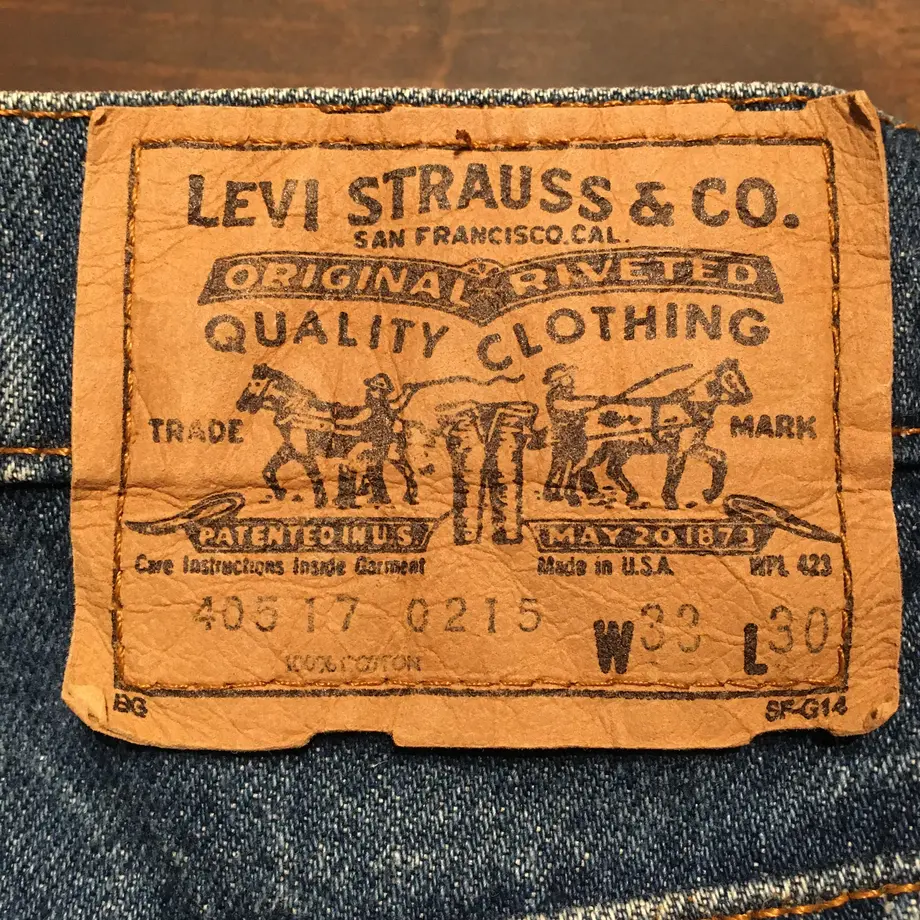 LEVI STRAUSS & CO.
SAN FRANCISCO.CAL.
ORIGINAL RIVETED
QUALITY CLOTHING
TRADE MARK
PATENTED IN U.S. MAY 20 1873
Care Instructions Inside Garment Made in U.S.A. WPL 423
40517 0215 W33 L30
100% COTTON
SF-G14